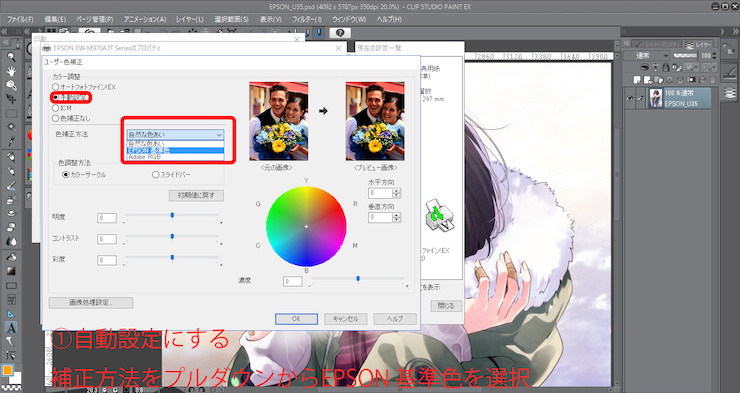 EPSON_U35.psd (4092 x 5787px 350dpi 20.3%) - CLIP STUDIO PAINT EX
ファイル(F) 編集(E) ページ管理(P) アニメーション(A) レイヤー(L) 選択範囲(S) 表示(V) フィルター(I) ウィンドウ(W) ヘルプ(H)
印刷
EPSON EW-M970A3T Seriesのプロパティ
現在の設定一覧
ユーザー色補正
カラー調整
オートフォトファイン!EX
ICM
色補正なし
色補正方法
自然な色あい
自然な色あい
EPSON 基準色
Adobe RGB
色調整方法
カラーサークル
スライドバー
初期値に戻す
明度 0 - +
コントラスト 0 - +
彩度 0 - +
<元の画像>
<プレビュー画像>
Y
G R
C M
B
水平方向
0
垂直方向
0
濃度 0 - +
画像処理設定...
OK キャンセル ヘルプ
297 mm
ォトファイン!EX
を表示
閉じる
2860 3120 3380 3640 3900
レイヤー
通常 100
100 %通常
EPSON_U35
①自動設定にする
補正方法をプルダウンからEPSON 基準色を選択